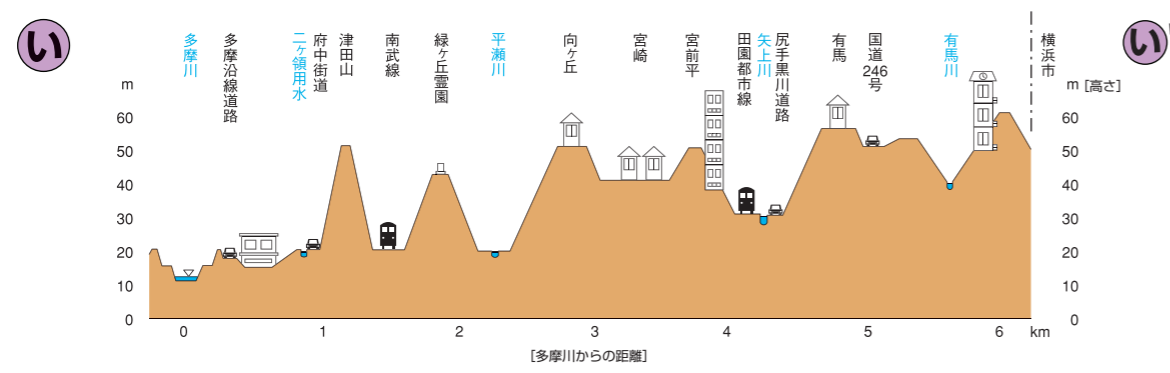 い
い
多摩川
多摩沿線道路
二ヶ領用水
府中街道
津田山
南武線
緑ヶ丘霊園
平瀬川
向ヶ丘
宮崎
宮前平
田園都市線
矢上川
尻手黒川道路
有馬
国道246号
有馬川
横浜市
m
m [高さ]
60
60
50
50
40
40
30
30
20
20
10
10
0
0
0
1
2
3
4
5
6
km
[多摩川からの距離]